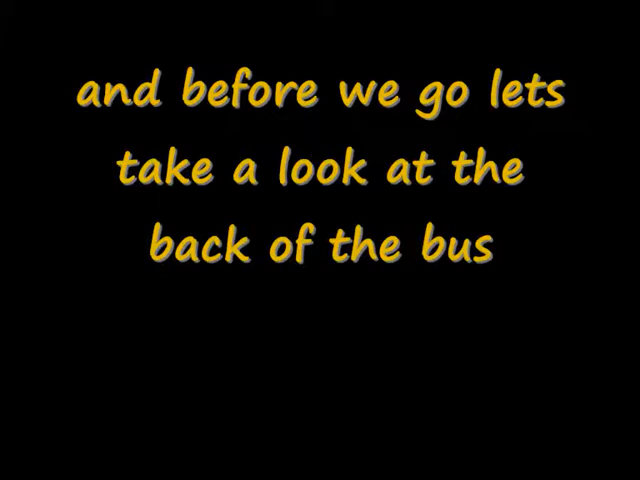 and before we go lets
take a look at the
back of the bus